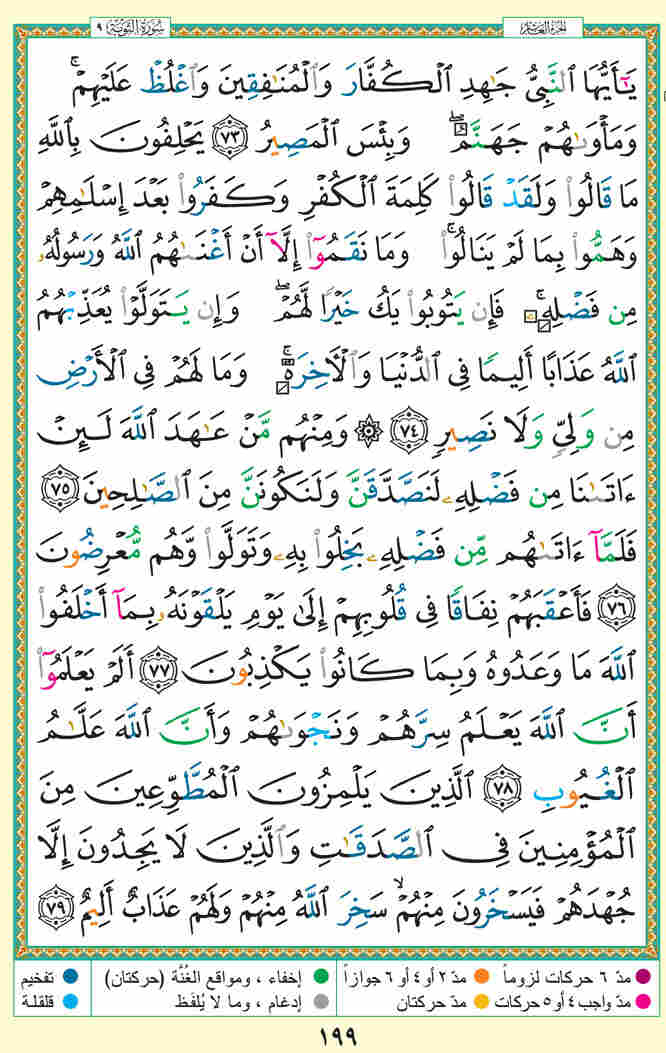 سُورَةُ التَّوْبَة ٩
الجزء العاشر
يَـٰٓأَيُّهَا ٱلنَّبِىُّ جَـٰهِدِ ٱلْكُفَّارَ وَٱلْمُنَـٰفِقِينَ وَٱغْلُظْ عَلَيْهِمْ ۚ
وَمَأْوَىٰهُمْ جَهَنَّمُ ۖ وَبِئْسَ ٱلْمَصِيرُ ٧٣ يَحْلِفُونَ بِٱللَّهِ
مَا قَالُوا۟ وَلَقَدْ قَالُوا۟ كَلِمَةَ ٱلْكُفْرِ وَكَفَرُوا۟ بَعْدَ إِسْلَـٰمِهِمْ
وَهَمُّوا۟ بِمَا لَمْ يَنَالُوا۟ ۚ وَمَا نَقَمُوٓا۟ إِلَّآ أَنْ أَغْنَىٰهُمُ ٱللَّهُ وَرَسُولُهُۥ
مِن فَضْلِهِۦ ۚ فَإِن يَتُوبُوا۟ يَكُ خَيْرًا لَّهُمْ ۖ وَإِن يَتَوَلَّوْا۟ يُعَذِّبْهُمُ
ٱللَّهُ عَذَابًا أَلِيمًا فِى ٱلدُّنْيَا وَٱلْـَٔاخِرَةِ ۚ وَمَا لَهُمْ فِى ٱلْأَرْضِ
مِن وَلِىٍّ وَلَا نَصِيرٍ ٧٤ ۞ وَمِنْهُم مَّنْ عَـٰهَدَ ٱللَّهَ لَئِنْ
ءَاتَىٰنَا مِن فَضْلِهِۦ لَنَصَّدَّقَنَّ وَلَنَكُونَنَّ مِنَ ٱلصَّـٰلِحِينَ ٧٥
فَلَمَّآ ءَاتَىٰهُم مِّن فَضْلِهِۦ بَخِلُوا۟ بِهِۦ وَتَوَلَّوا۟ وَّهُم مُّعْرِضُونَ
٧٦ فَأَعْقَبَهُمْ نِفَاقًا فِى قُلُوبِهِمْ إِلَىٰ يَوْمِ يَلْقَوْنَهُۥ بِمَآ أَخْلَفُوا۟
ٱللَّهَ مَا وَعَدُوهُ وَبِمَا كَانُوا۟ يَكْذِبُونَ ٧٧ أَلَمْ يَعْلَمُوٓا۟
أَنَّ ٱللَّهَ يَعْلَمُ سِرَّهُمْ وَنَجْوَىٰهُمْ وَأَنَّ ٱللَّهَ عَلَّـٰمُ
ٱلْغُيُوبِ ٧٨ ٱلَّذِينَ يَلْمِزُونَ ٱلْمُطَّوِّعِينَ مِنَ
ٱلْمُؤْمِنِينَ فِى ٱلصَّدَقَـٰتِ وَٱلَّذِينَ لَا يَجِدُونَ إِلَّا
جُهْدَهُمْ فَيَسْخَرُونَ مِنْهُمْ ۙ سَخِرَ ٱللَّهُ مِنْهُمْ وَلَهُمْ عَذَابٌ أَلِيمٌ ٧٩
مدّ ٦ حركات لزوماً مدّ ٢ أو ٤ أو ٦ جوازاً إخفاء ، ومواقع الغُنَّة (حركتان) تفخيم
مدّ واجب ٤ أو ٥ حركات مدّ حركتان إدغام ، وما لا يُلفَظ قلقلة
١٩٩